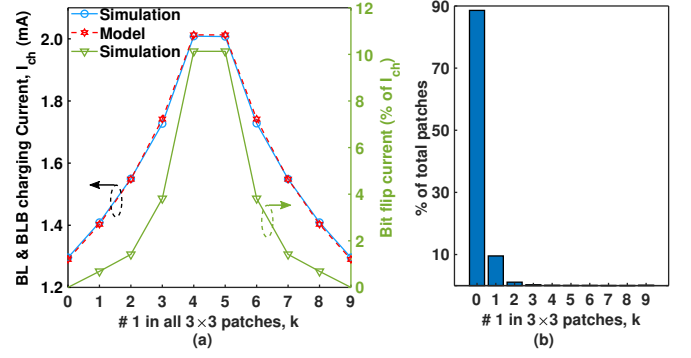 Simulation
Model
Simulation
BL & BLB charging Current, I_ch (mA)
2.0
1.8
1.6
1.4
1.2
0 1 2 3 4 5 6 7 8 9
# 1 in all 3×3 patches, k
(a)
12
10
8
6
4
2
0
Bit flip current (% of I_ch)
% of total patches
90
70
50
30
10
0 1 2 3 4 5 6 7 8 9
# 1 in 3×3 patches, k
(b)